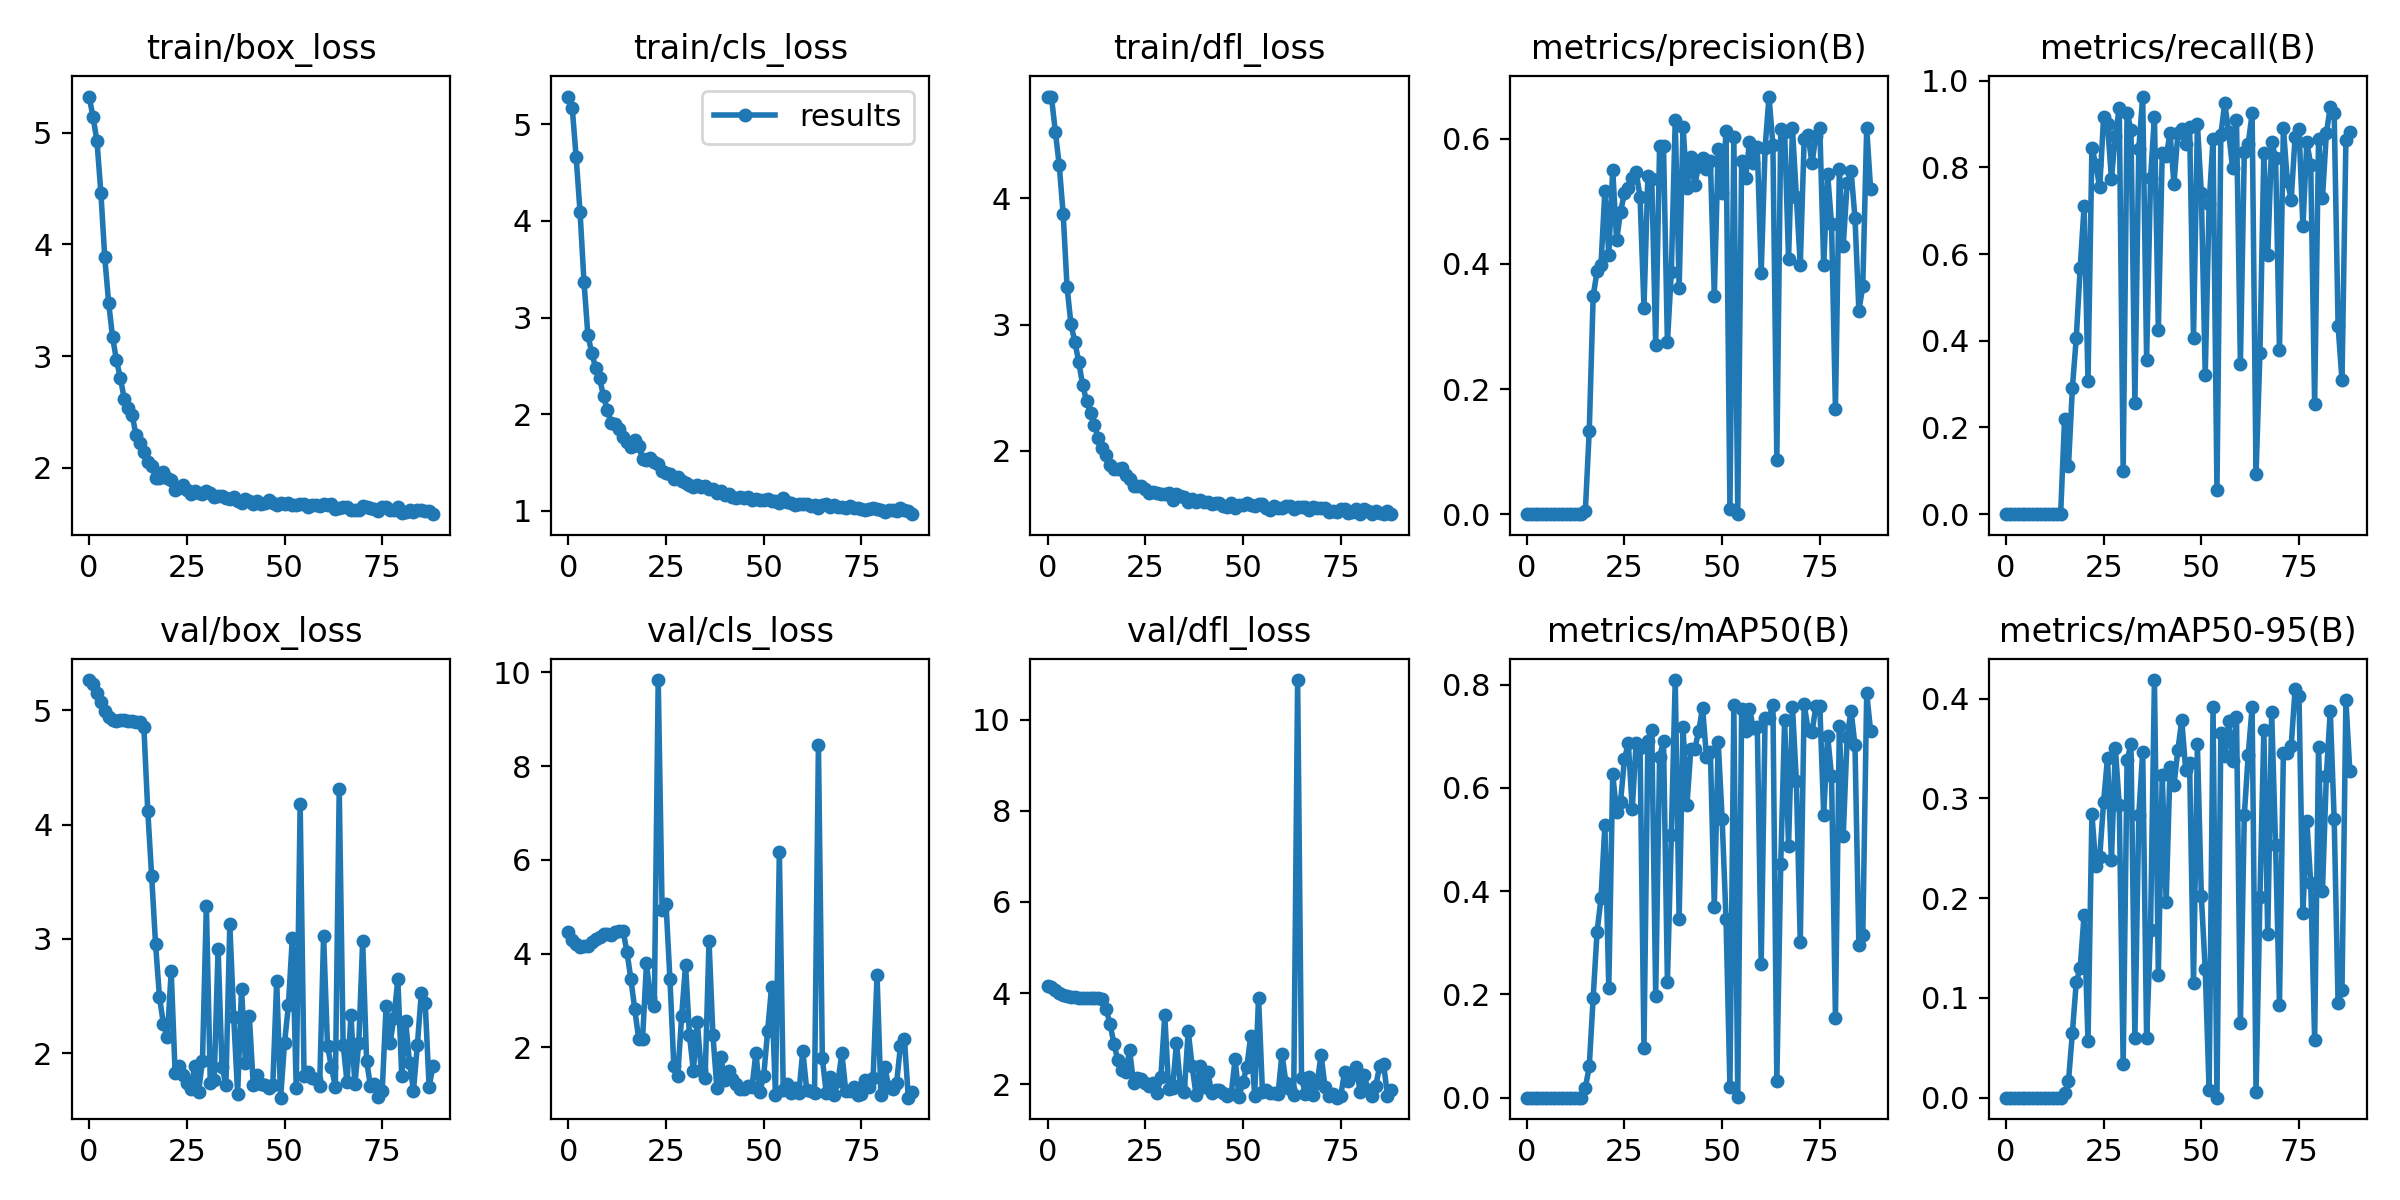 train/box_loss
5
4
3
2
0 25 50 75
train/cls_loss
results
5
4
3
2
1
0 25 50 75
train/dfl_loss
4
3
2
0 25 50 75
metrics/precision(B)
0.6
0.4
0.2
0.0
0 25 50 75
metrics/recall(B)
1.0
0.8
0.6
0.4
0.2
0.0
0 25 50 75
val/box_loss
5
4
3
2
0 25 50 75
val/cls_loss
10
8
6
4
2
0 25 50 75
val/dfl_loss
10
8
6
4
2
0 25 50 75
metrics/mAP50(B)
0.8
0.6
0.4
0.2
0.0
0 25 50 75
metrics/mAP50-95(B)
0.4
0.3
0.2
0.1
0.0
0 25 50 75